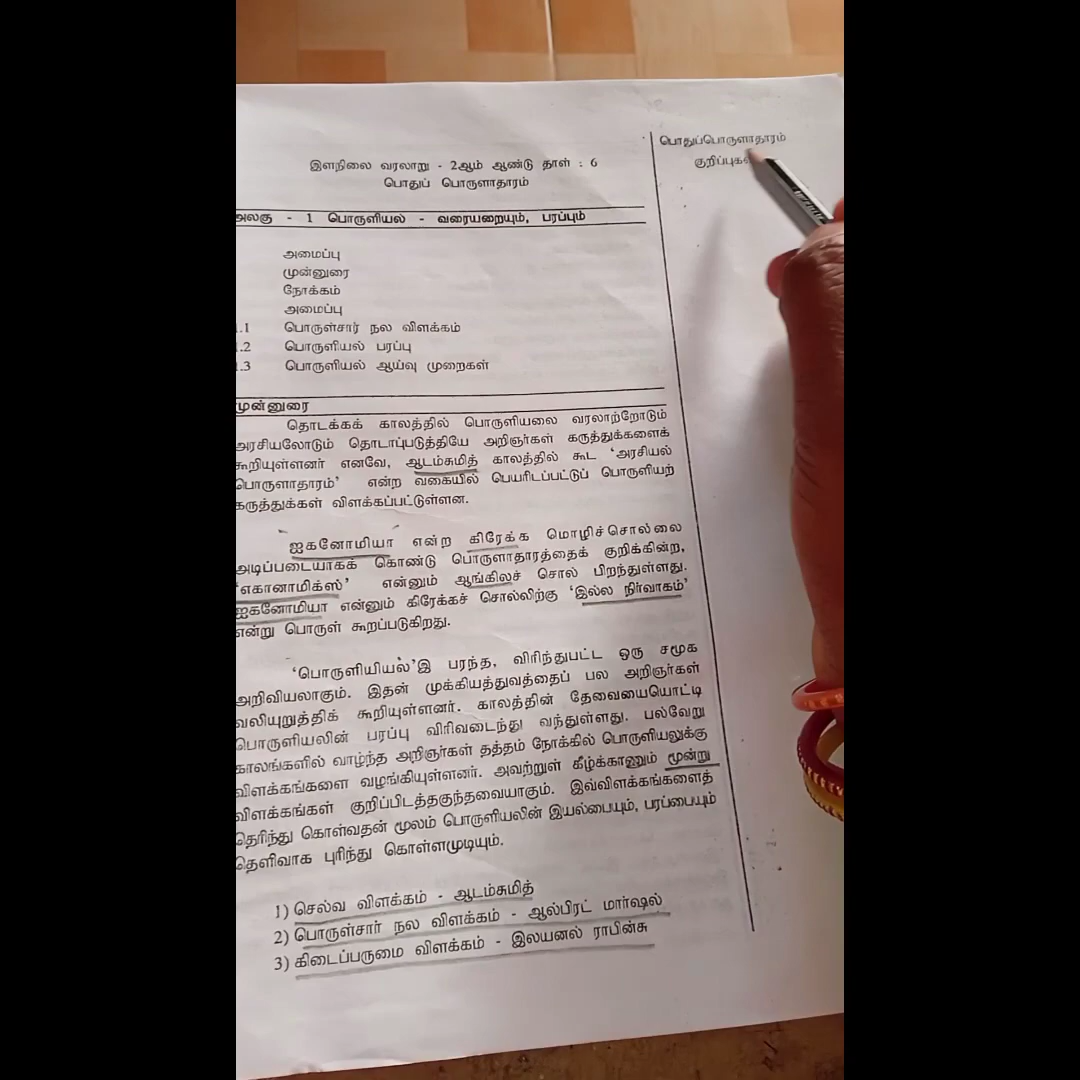 பொதுப்பொருளாதாரம்
இளநிலை வரலாறு - 2ஆம் ஆண்டு தாள் : 6
பொதுப் பொருளாதாரம்
அலகு - 1 பொருளியல் - வரையறையும், பரப்பும்
அமைப்பு
முன்னுரை
நோக்கம்
அமைப்பு
.1 பொருள்சார் நல விளக்கம்
.2 பொருளியல் பரப்பு
.3 பொருளியல் ஆய்வு முறைகள்
முன்னுரை
தொடக்கக் காலத்தில் பொருளியலை வரலாற்றோடும்
அரசியலோடும் தொடர்ப்படுத்தியே அறிஞர்கள் கருத்துக்களைக்
கூறியுள்ளனர் எனவே, ஆடம்சுமித் காலத்தில் கூட ‘அரசியல்
பொருளாதாரம்’ என்ற வகையில் பெயரிடப்பட்டுப் பொருளியற்
கருத்துக்கள் விளக்கப்பட்டுள்ளன.
ஐகனோமியா என்ற கிரேக்க மொழிச்சொல்லை
அடிப்படையாகக் கொண்டு பொருளாதாரத்தைக் குறிக்கின்ற,
‘எகானாமிக்ஸ்’ என்னும் ஆங்கிலச் சொல் பிறந்துள்ளது.
ஐகனோமியா என்னும் கிரேக்கச் சொல்லிற்கு ‘இல்ல நிர்வாகம்’
என்று பொருள் கூறப்படுகிறது.
‘பொருளியியல்’இ பரந்த, விரிந்துபட்ட ஒரு சமூக
அறிவியலாகும். இதன் முக்கியத்துவத்தைப் பல அறிஞர்கள்
வலியுறுத்திக் கூறியுள்ளனர். காலத்தின் தேவையையொட்டி
பொருளியலின் பரப்பு விரிவடைந்து வந்துள்ளது. பல்வேறு
காலங்களில் வாழ்ந்த அறிஞர்கள் தத்தம் நோக்கில் பொருளியலுக்கு
விளக்கங்களை வழங்கியுள்ளனர். அவற்றுள் கீழ்க்காணும் மூன்று
விளக்கங்கள் குறிப்பிடத்தகுந்தவையாகும். இவ்விளக்கங்களைத்
தெரிந்து கொள்வதன் மூலம் பொருளியலின் இயல்பையும், பரப்பையும்
தெளிவாக புரிந்து கொள்ளமுடியும்.
1) செல்வ விளக்கம் - ஆடம்சுமித்
2) பொருள்சார் நல விளக்கம் - ஆல்பிரட் மார்ஷல்
3) கிடைப்பருமை விளக்கம் - இலயனல் ராபின்சு